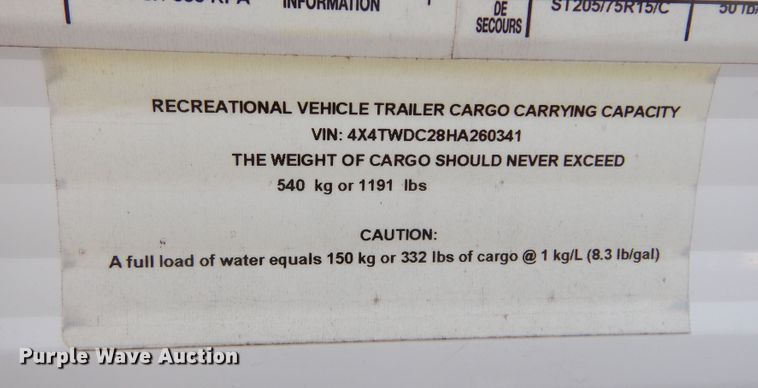 INFORMATION
DE
SECOURS
ST205/75R15/C
RECREATIONAL VEHICLE TRAILER CARGO CARRYING CAPACITY
VIN: 4X4TWDC28HA260341
THE WEIGHT OF CARGO SHOULD NEVER EXCEED
540 kg or 1191 lbs
CAUTION:
A full load of water equals 150 kg or 332 lbs of cargo @ 1 kg/L (8.3 lb/gal)
Purple Wave Auction